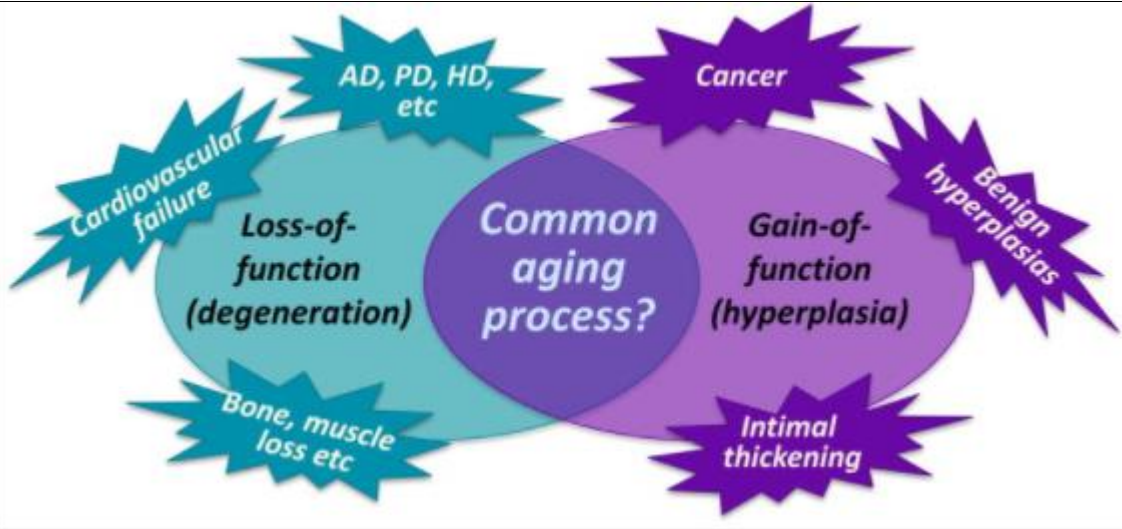 AD, PD, HD,
etc
Cancer
Cardiovascular
failure
Benign
hyperplasias
Loss-of-
function
(degeneration)
Common
aging
process?
Gain-of-
function
(hyperplasia)
Bone, muscle
loss etc
Intimal
thickening